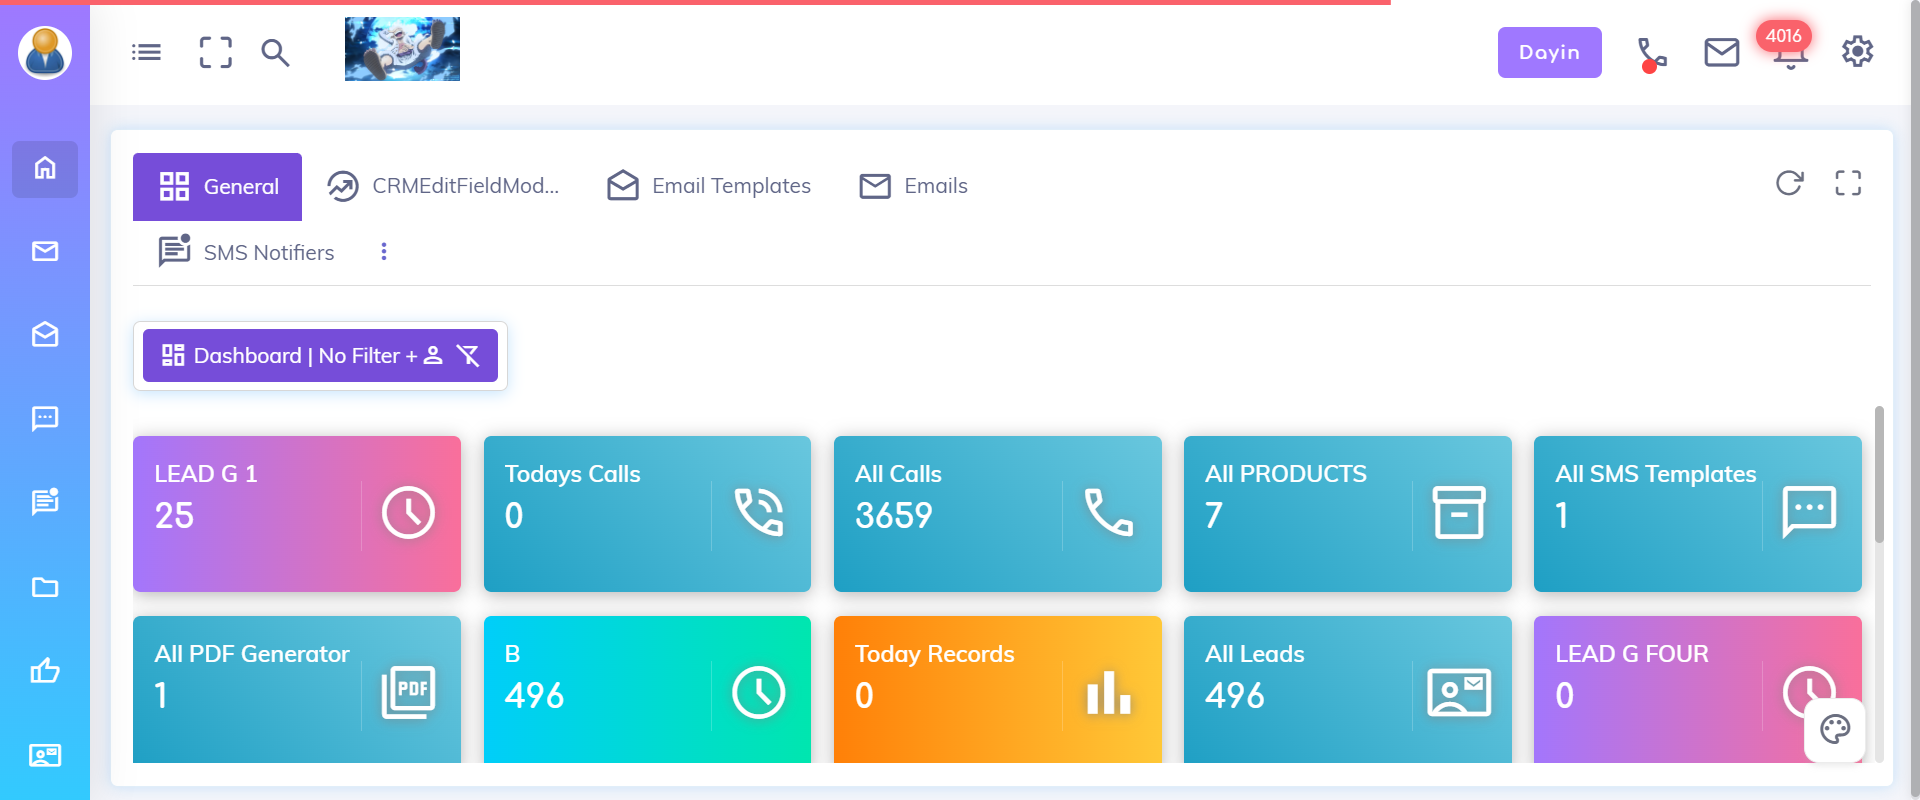 Dayin
4016
General
CRMEditFieldMod...
Email Templates
Emails
SMS Notifiers
Dashboard | No Filter +
LEAD G 1
25
Todays Calls
0
All Calls
3659
All PRODUCTS
7
All SMS Templates
1
All PDF Generator
1
PDF
B
496
Today Records
0
All Leads
496
LEAD G FOUR
0